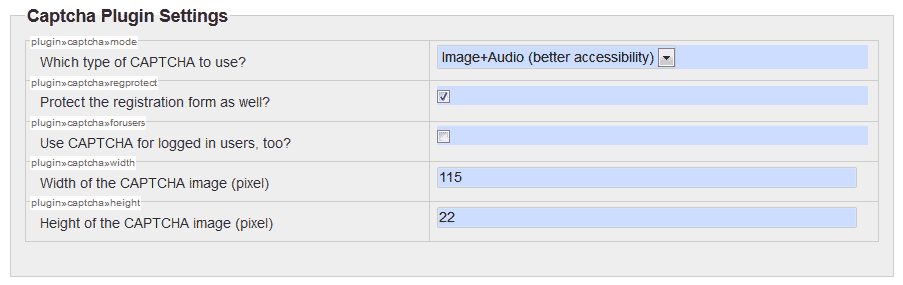 Captcha Plugin Settings
plugin»captcha»mode
Which type of CAPTCHA to use?
Image+Audio (better accessibility)
plugin»captcha»regprotect
Protect the registration form as well?
plugin»captcha»forusers
Use CAPTCHA for logged in users, too?
plugin»captcha»width
Width of the CAPTCHA image (pixel)
115
plugin»captcha»height
Height of the CAPTCHA image (pixel)
22